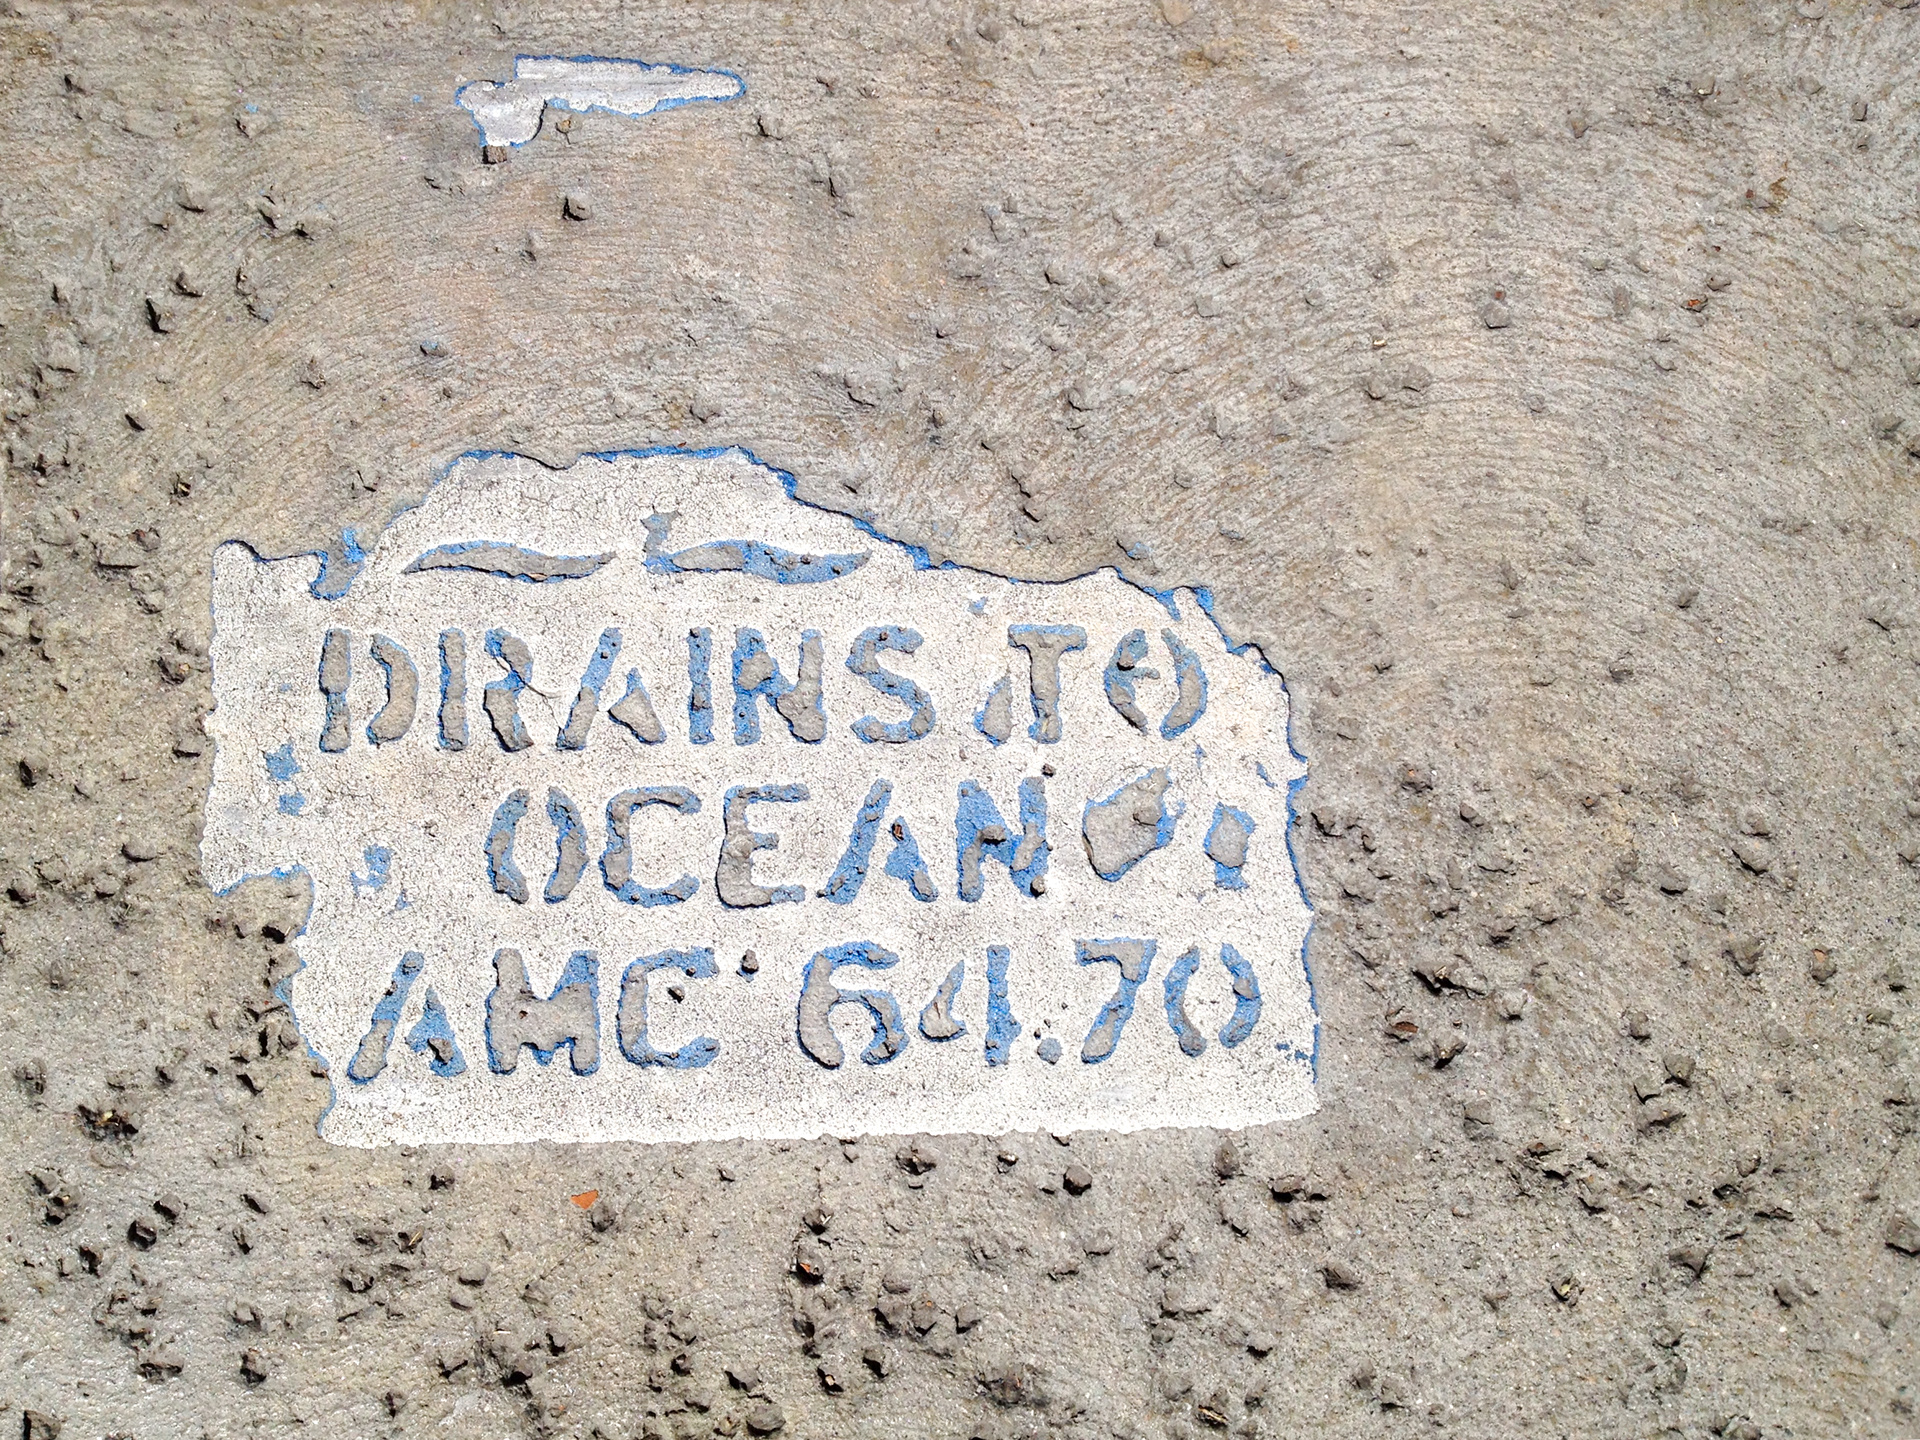 DRAINS TO
OCEAN
AMC 64.70